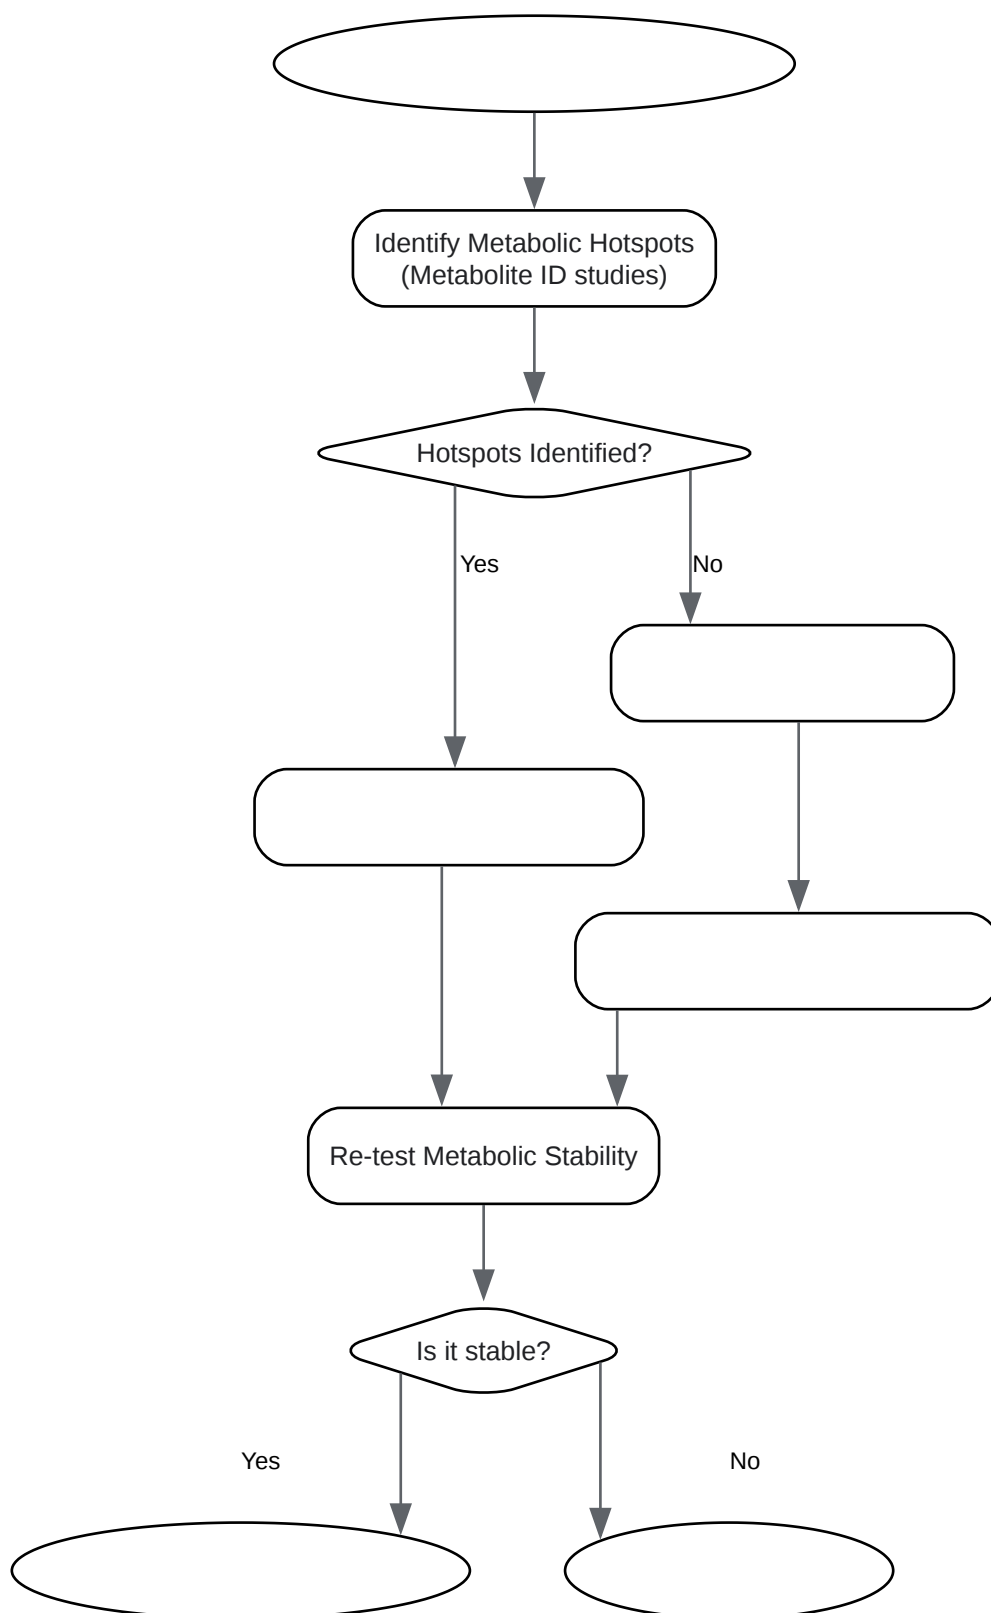 Identify Metabolic Hotspots
(Metabolite ID studies)
Hotspots Identified?
Yes
No
Re-test Metabolic Stability
Is it stable?
Yes
No